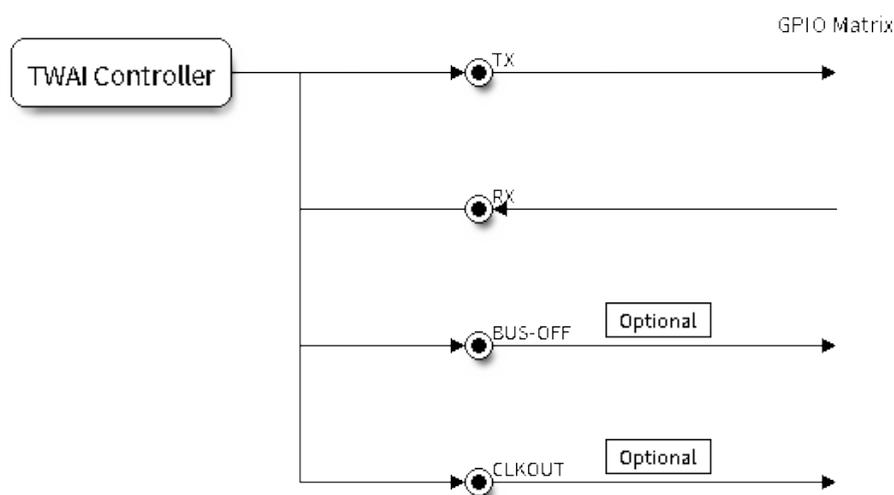 GPIO Matrix
TWAI Controller
TX
RX
BUS-OFF
Optional
CLKOUT
Optional